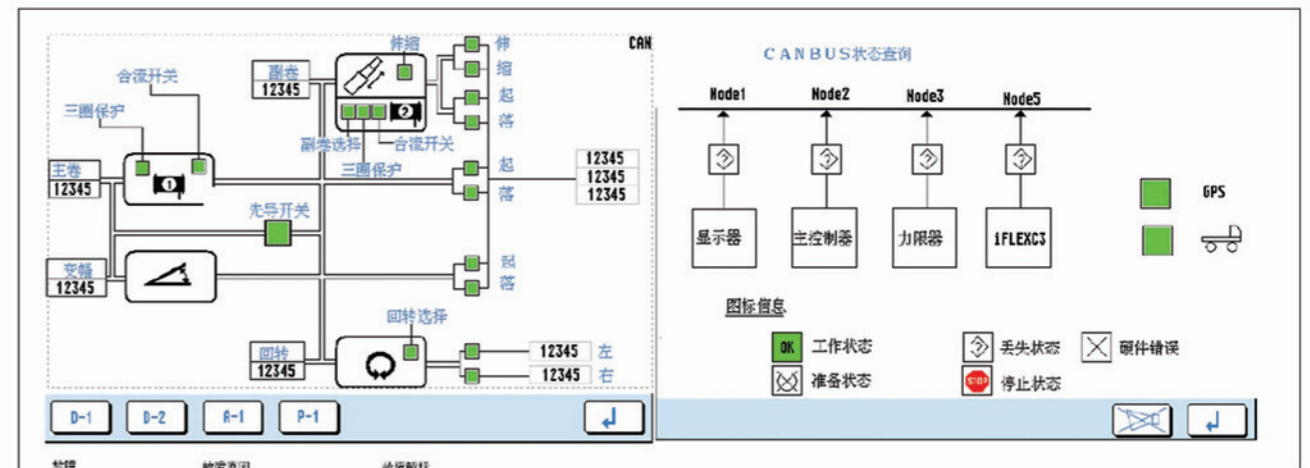 伸缩
伸
CAN
缩
副卷
12345
合流开关
起
三圈保护
落
副卷选择
合流开关
三圈保护
主卷
12345
起
落
12345
12345
12345
先导开关
变幅
12345
起
落
回转选择
回转
12345
12345 左
12345 右
D-1 D-2 A-1 P-1
CANBUS状态查询
Node1 Node2 Node3 Node5
显示器 主控制器 力限器 iFLEXC3
GPS
图标信息
OK 工作状态 丢失状态 硬件错误
准备状态 STOP 停止状态